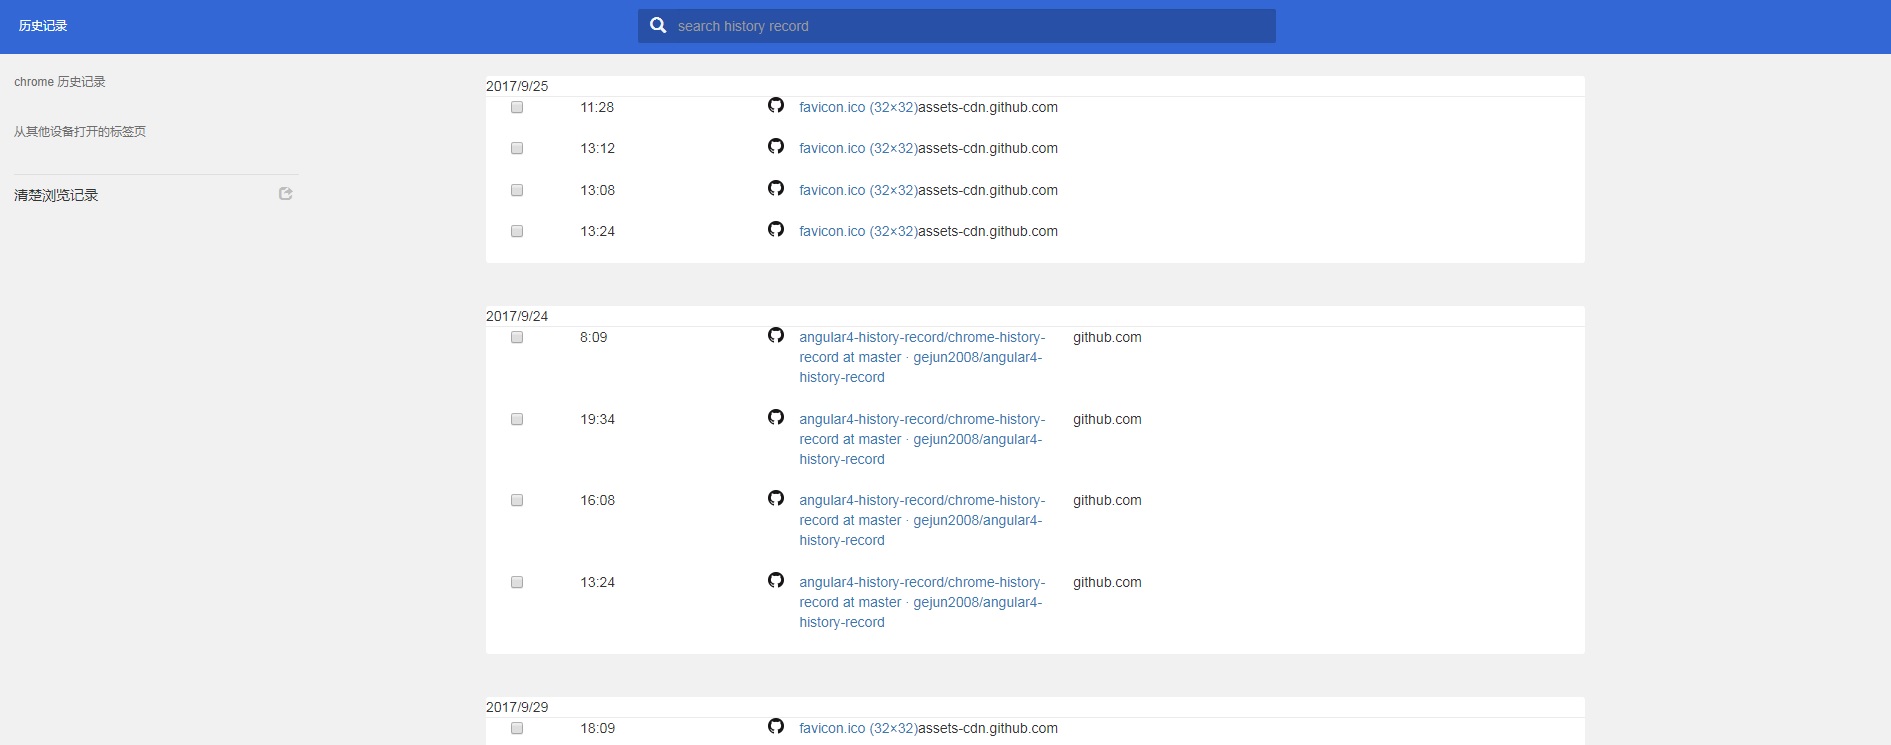 历史记录
search history record
chrome 历史记录
从其他设备打开的标签页
清楚浏览记录
2017/9/25
11:28 favicon.ico (32×32)assets-cdn.github.com
13:12 favicon.ico (32×32)assets-cdn.github.com
13:08 favicon.ico (32×32)assets-cdn.github.com
13:24 favicon.ico (32×32)assets-cdn.github.com
2017/9/24
8:09 angular4-history-record/chrome-history- github.com
record at master · gejun2008/angular4-
history-record
19:34 angular4-history-record/chrome-history- github.com
record at master · gejun2008/angular4-
history-record
16:08 angular4-history-record/chrome-history- github.com
record at master · gejun2008/angular4-
history-record
13:24 angular4-history-record/chrome-history- github.com
record at master · gejun2008/angular4-
history-record
2017/9/29
18:09 favicon.ico (32×32)assets-cdn.github.com